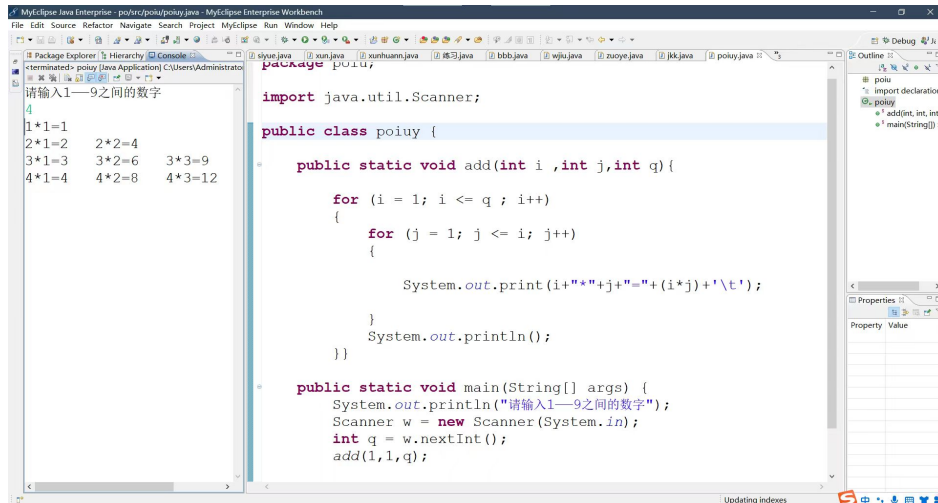 MyEclipse Java Enterprise - po/src/poiu/poiuy.java - MyEclipse Enterprise Workbench
File Edit Source Refactor Navigate Search Project MyEclipse Run Window Help
Debug
Package Explorer Hierarchy Console
<terminated> poiuy [Java Application] C:\Users\Administrator
请输入1——9之间的数字
4
1*1=1
2*1=2 2*2=4
3*1=3 3*2=6 3*3=9
4*1=4 4*2=8 4*3=12
siyue.java xun.java xunhuann.java 练习.java bbb.java wjiu.java zuoye.java jkk.java poiuy.java
package poiu;
import java.util.Scanner;
public class poiuy {
public static void add(int i ,int j,int q){
for (i = 1; i <= q ; i++)
{
for (j = 1; j <= i; j++)
{
System.out.print(i+"*"+j+"="+(i*j)+'\t');
}
System.out.println();
}}
public static void main(String[] args) {
System.out.println("请输入1——9之间的数字");
Scanner w = new Scanner(System.in);
int q = w.nextInt();
add(1,1,q);
Outline
poiu
import declaration
poiuy
add(int, int, int
main(String[])
Properties
Property Value
Updating indexes
中